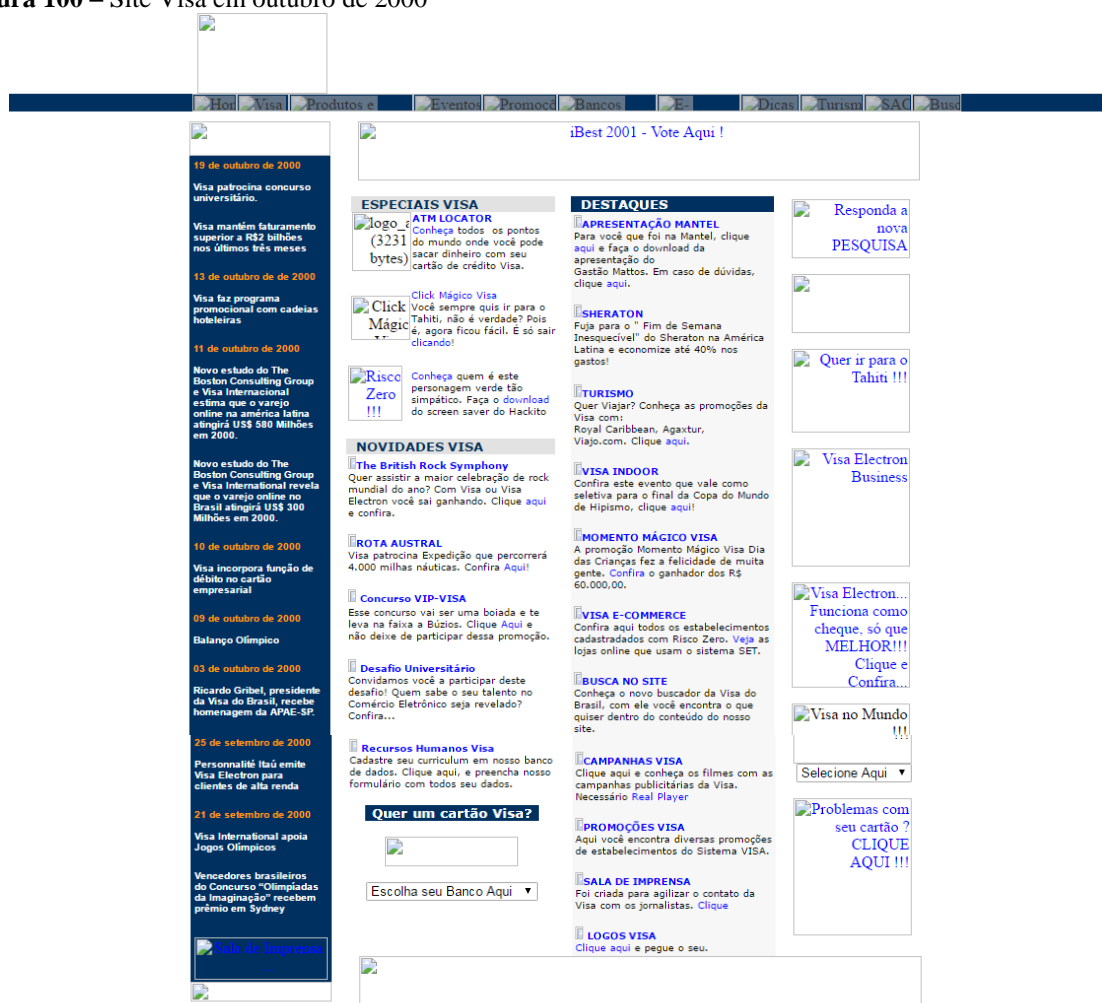 ura 100 – Site Visa em outubro de 2000
Hor Visa Produtos e Eventos Promoçõ Bancos E- Dicas Turism SAC Busc
iBest 2001 - Vote Aqui !
19 de outubro de 2000
Visa patrocina concurso
universitário.
Visa mantém faturamento
superior a R$2 bilhões
nos últimos três meses
13 de outubro de de 2000
Visa faz programa
promocional com cadeias
hoteleiras
11 de outubro de 2000
Novo estudo do The
Boston Consulting Group
e Visa Internacional
estima que o varejo
online na américa latina
atingirá US$ 580 Milhões
em 2000.
Novo estudo do The
Boston Consulting Group
e Visa International revela
que o varejo online no
Brasil atingirá US$ 300
Milhões em 2000.
10 de outubro de 2000
Visa incorpora função de
débito no cartão
empresarial
09 de outubro de 2000
Balanço Olímpico
03 de outubro de 2000
Ricardo Gribel, presidente
da Visa do Brasil, recebe
homenagem da APAE-SP.
25 de setembro de 2000
Personnalité Itaú emite
Visa Electron para
clientes de alta renda
21 de setembro de 2000
Visa International apoia
Jogos Olímpicos
Vencedores brasileiros
do Concurso “Olimpíadas
da Imaginação” recebem
prêmio em Sydney
Sala de Imprensa
ESPECIAIS VISA
logo_a
(3231
bytes)
ATM LOCATOR
Conheça todos os pontos
do mundo onde você pode
sacar dinheiro com seu
cartão de crédito Visa.
Click
Mágic
Click Mágico Visa
Você sempre quis ir para o
Tahiti, não é verdade? Pois
é, agora ficou fácil. É só sair
clicando!
Risco
Zero
!!!
Conheça quem é este
personagem verde tão
simpático. Faça o download
do screen saver do Hackito
NOVIDADES VISA
The British Rock Symphony
Quer assistir a maior celebração de rock
mundial do ano? Com Visa ou Visa
Electron você sai ganhando. Clique aqui
e confira.
ROTA AUSTRAL
Visa patrocina Expedição que percorrerá
4.000 milhas náuticas. Confira Aqui!
Concurso VIP-VISA
Esse concurso vai ser uma boiada e te
leva na faixa a Búzios. Clique Aqui e
não deixe de participar dessa promoção.
Desafio Universitário
Convidamos você a participar deste
desafio! Quem sabe o seu talento no
Comércio Eletrônico seja revelado?
Confira...
Recursos Humanos Visa
Cadastre seu curriculum em nosso banco
de dados. Clique aqui, e preencha nosso
formulário com todos seu dados.
Quer um cartão Visa?
Escolha seu Banco Aqui
DESTAQUES
APRESENTAÇÃO MANTEL
Para você que foi na Mantel, clique
aqui e faça o download da
apresentação do
Gastão Mattos. Em caso de dúvidas,
clique aqui.
SHERATON
Fuja para o " Fim de Semana
Inesquecível" do Sheraton na América
Latina e economize até 40% nos
gastos!
TURISMO
Quer Viajar? Conheça as promoções da
Visa com:
Royal Caribbean, Agaxtur,
Viajo.com. Clique aqui.
VISA INDOOR
Confira este evento que vale como
seletiva para o final da Copa do Mundo
de Hipismo, clique aqui!
MOMENTO MÁGICO VISA
A promoção Momento Mágico Visa Dia
das Crianças fez a felicidade de muita
gente. Confira o ganhador dos R$
60.000,00.
VISA E-COMMERCE
Confira aqui todos os estabelecimentos
cadastradados com Risco Zero. Veja as
lojas online que usam o sistema SET.
BUSCA NO SITE
Conheça o novo buscador da Visa do
Brasil, com ele você encontra o que
quiser dentro do conteúdo do nosso
site.
CAMPANHAS VISA
Clique aqui e conheça os filmes com as
campanhas publicitárias da Visa.
Necessário Real Player
PROMOÇÕES VISA
Aqui você encontra diversas promoções
de estabelecimentos do Sistema VISA.
SALA DE IMPRENSA
Foi criada para agilizar o contato da
Visa com os jornalistas. Clique
LOGOS VISA
Clique aqui e pegue o seu.
Responda a
nova
PESQUISA
Quer ir para o
Tahiti !!!
Visa Electron
Business
Visa Electron...
Funciona como
cheque, só que
MELHOR!!!
Clique e
Confira...
Visa no Mundo
!!!
Selecione Aqui
Problemas com
seu cartão ?
CLIQUE
AQUI !!!